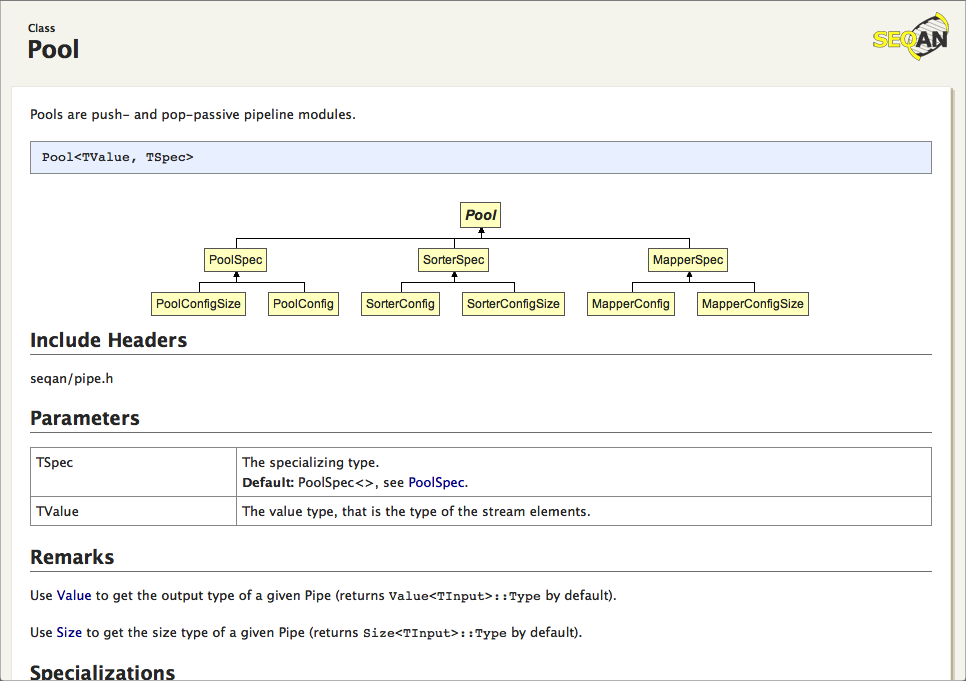 Class
Pool
SEQAN
Pools are push- and pop-passive pipeline modules.
Pool<TValue, TSpec>
Pool
PoolSpec SorterSpec MapperSpec
PoolConfigSize PoolConfig SorterConfig SorterConfigSize MapperConfig MapperConfigSize
Include Headers
seqan/pipe.h
Parameters
TSpec The specializing type.
Default: PoolSpec<>, see PoolSpec.
TValue The value type, that is the type of the stream elements.
Remarks
Use Value to get the output type of a given Pipe (returns Value<TInput>::Type by default).
Use Size to get the size type of a given Pipe (returns Size<TInput>::Type by default).
Specializations